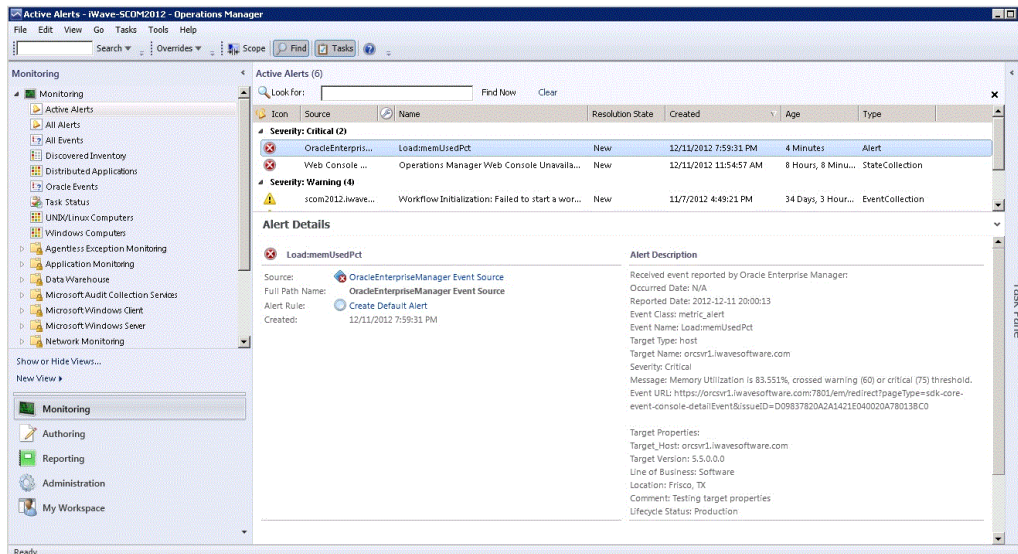 Active Alerts - iWave-SCOM2012 - Operations Manager
File Edit View Go Tasks Tools Help
Search Overrides Scope Find Tasks
Monitoring
Monitoring
Active Alerts
All Alerts
All Events
Discovered Inventory
Distributed Applications
Oracle Events
Task Status
UNIX/Linux Computers
Windows Computers
Agentless Exception Monitoring
Application Monitoring
Data Warehouse
Microsoft Audit Collection Services
Microsoft Windows Client
Microsoft Windows Server
Network Monitoring
Show or Hide Views...
New View
Monitoring
Authoring
Reporting
Administration
My Workspace
Ready
Active Alerts (6)
Look for: Find Now Clear
Icon Source Name Resolution State Created Age Type
Severity: Critical (2)
OracleEnterpris... Load:memUsedPct New 12/11/2012 7:59:31 PM 4 Minutes Alert
Web Console ... Operations Manager Web Console Unavaila... New 12/11/2012 11:54:57 AM 8 Hours, 8 Minu... StateCollection
Severity: Warning (4)
scom2012.iwave... Workflow Initialization: Failed to start a wor... New 11/7/2012 4:49:21 PM 34 Days, 3 Hour... EventCollection
Alert Details
Load:memUsedPct
Source: OracleEnterpriseManager Event Source
Full Path Name: OracleEnterpriseManager Event Source
Alert Rule: Create Default Alert
Created: 12/11/2012 7:59:31 PM
Alert Description
Received event reported by Oracle Enterprise Manager:
Occurred Date: N/A
Reported Date: 2012-12-11 20:00:13
Event Class: metric_alert
Event Name: Load:memUsedPct
Target Type: host
Target Name: orcsvr1.iwavesoftware.com
Severity: Critical
Message: Memory Utilization is 83.551%, crossed warning (60) or critical (75) threshold.
Event URL: https://orcsvr1.iwavesoftware.com:7801/em/redirect?pageType=sdk-core-
event-console-detailEvent&issueID=D09837820A2A1421E040020A78013BC0
Target Properties:
Target_Host: orcsvr1.iwavesoftware.com
Target Version: 5.5.0.0.0
Line of Business: Software
Location: Frisco, TX
Comment: Testing target properties
Lifecycle Status: Production
Task Pane